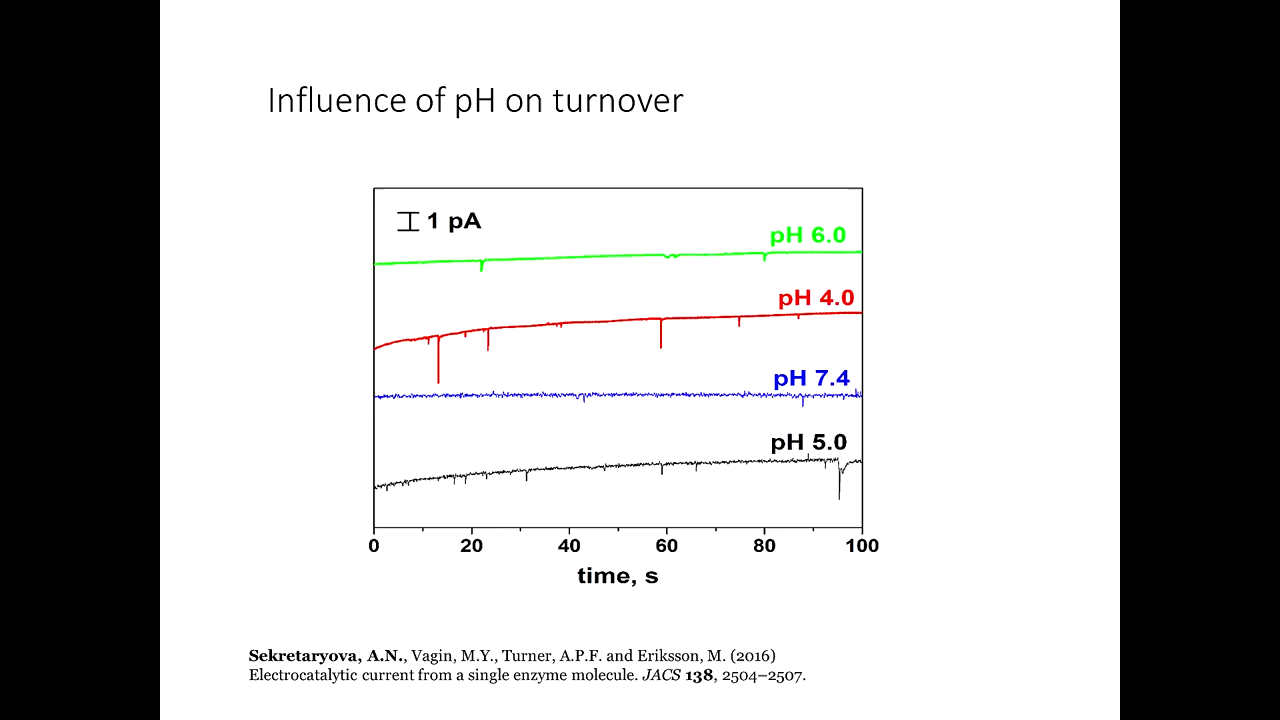 Influence of pH on turnover
1 pA
pH 6.0
pH 4.0
pH 7.4
pH 5.0
0 20 40 60 80 100
time, s
Sekretaryova, A.N., Vagin, M.Y., Turner, A.P.F. and Eriksson, M. (2016)
Electrocatalytic current from a single enzyme molecule. JACS 138, 2504–2507.